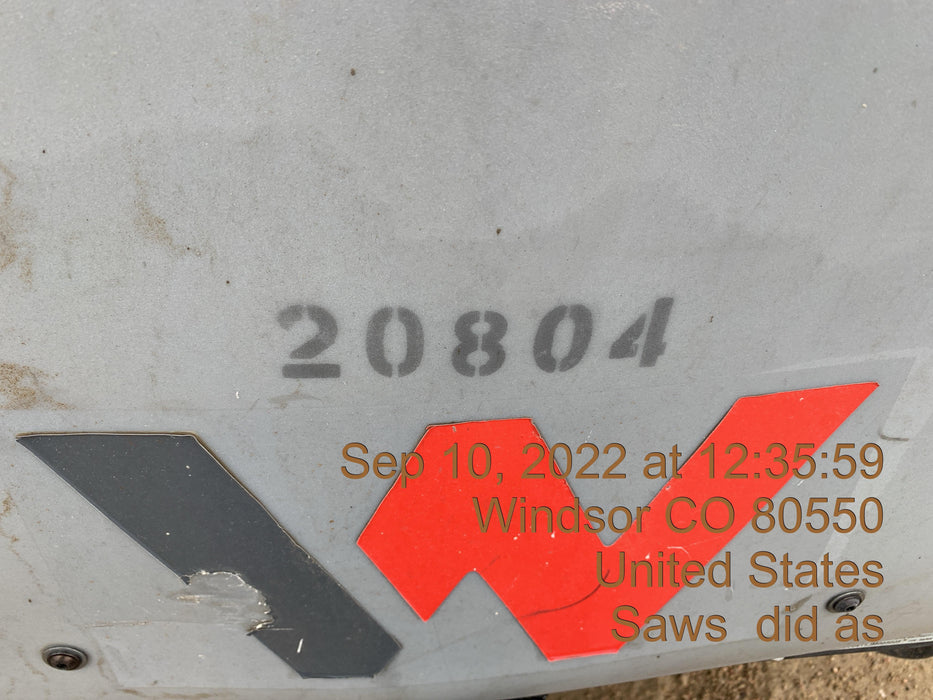 20804
Sep 10, 2022 at 12:35:59
Windsor CO 80550
United States
Saws  did as